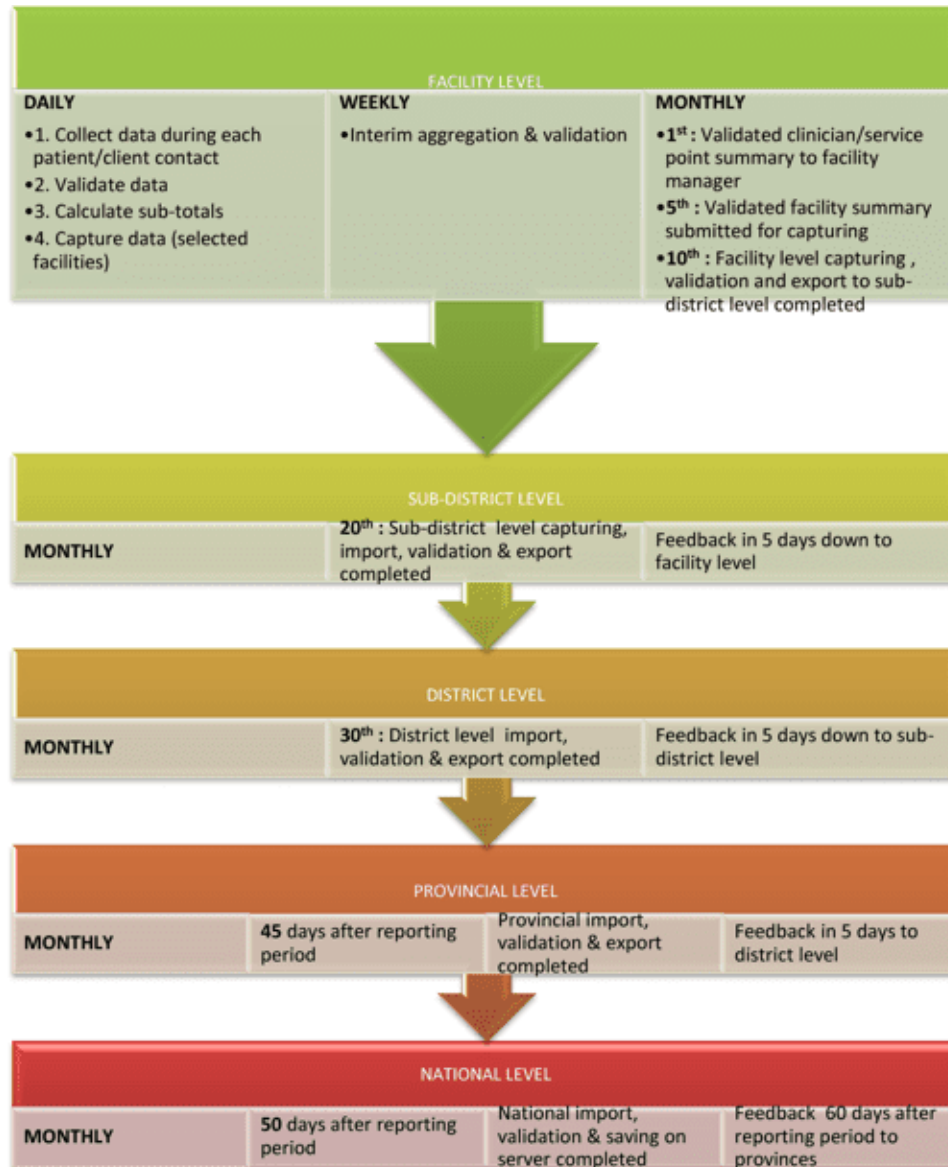 FACILITY LEVEL
DAILY
•1. Collect data during each
patient/client contact
•2. Validate data
•3. Calculate sub-totals
•4. Capture data (selected
facilities)
WEEKLY
•Interim aggregation & validation
MONTHLY
•1st : Validated clinician/service
point summary to facility
manager
•5th : Validated facility summary
submitted for capturing
•10th : Facility level capturing ,
validation and export to sub-
district level completed
SUB-DISTRICT LEVEL
MONTHLY
20th : Sub-district level capturing,
import, validation & export
completed
Feedback in 5 days down to
facility level
DISTRICT LEVEL
MONTHLY
30th : District level import,
validation & export completed
Feedback in 5 days down to sub-
district level
PROVINCIAL LEVEL
MONTHLY
45 days after reporting
period
Provincial import,
validation & export
completed
Feedback in 5 days to
district level
NATIONAL LEVEL
MONTHLY
50 days after reporting
period
National import,
validation & saving on
server completed
Feedback 60 days after
reporting period to
provinces